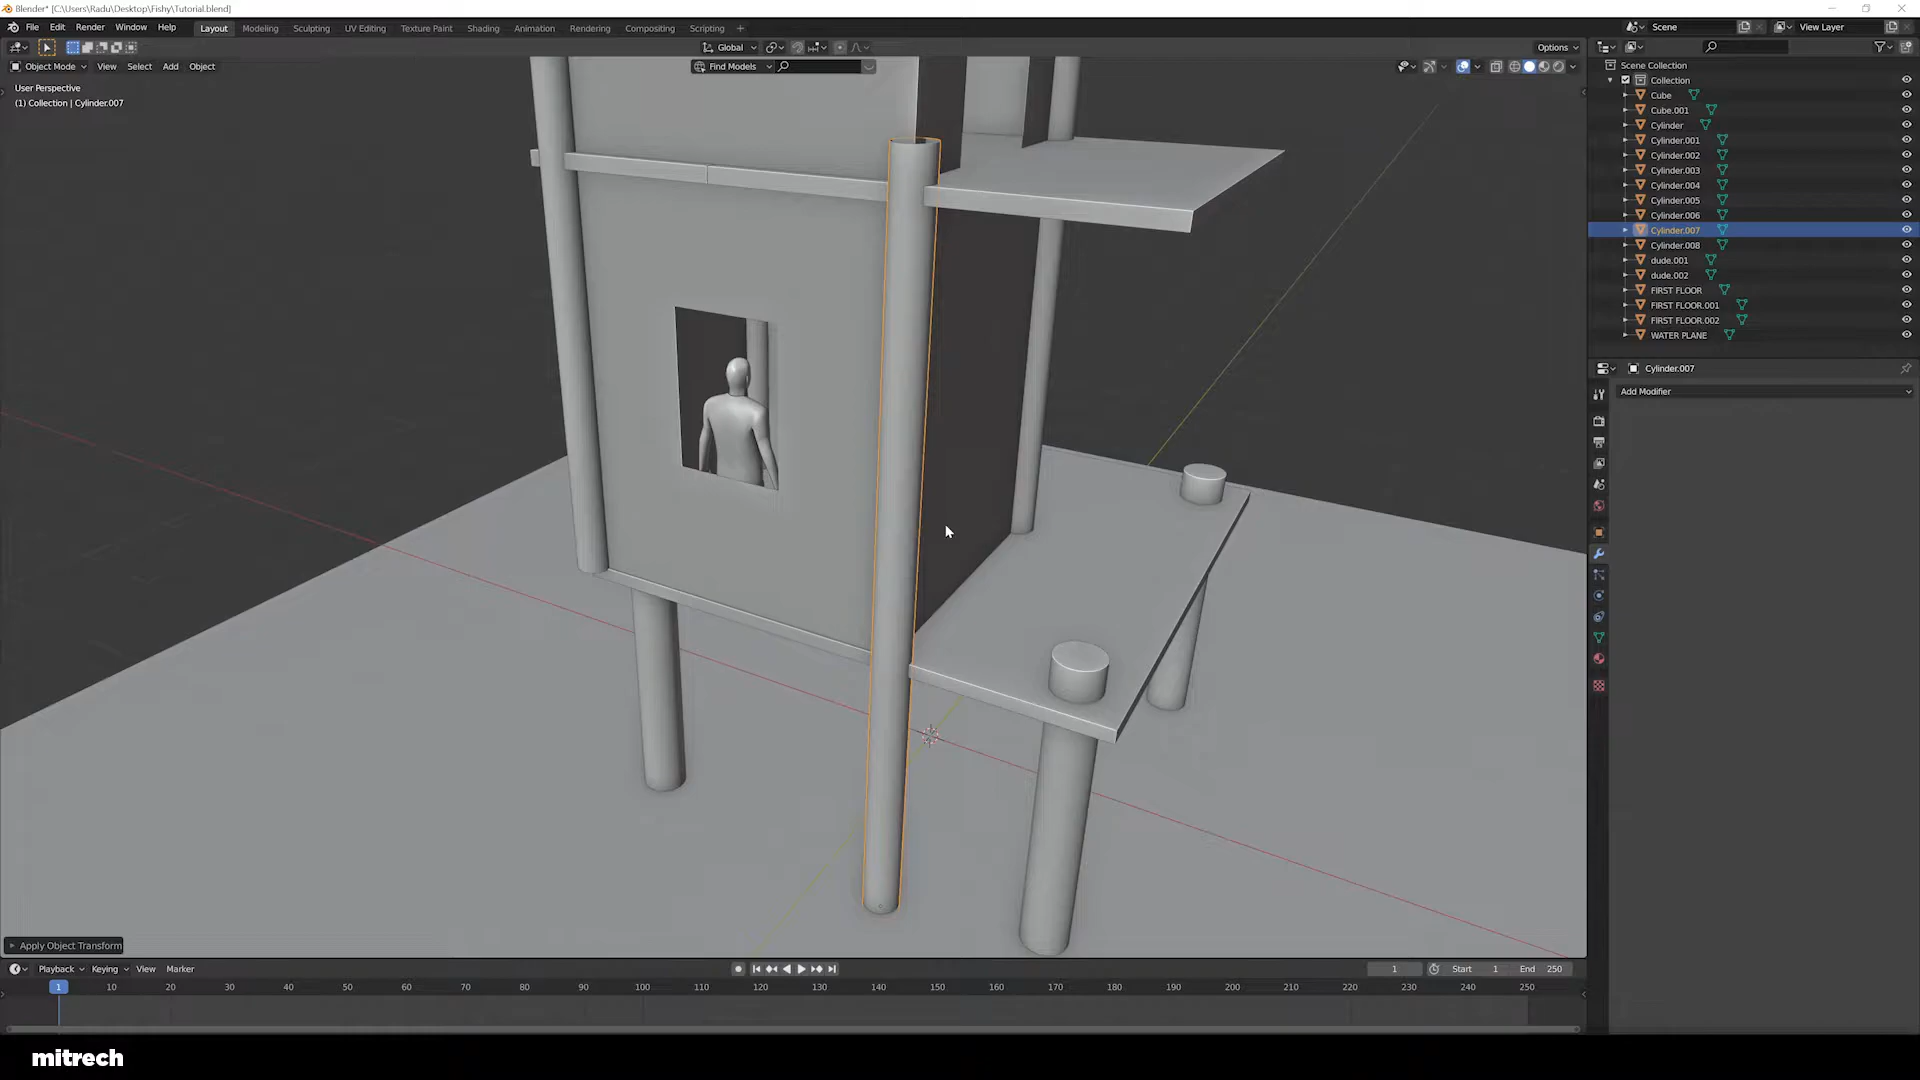 Blender* [C:\Users\Radu\Desktop\Fishy\Tutorial.blend]
File Edit Render Window Help
Layout Modeling Sculpting UV Editing Texture Paint Shading Animation Rendering Compositing Scripting +
Scene View Layer
Global Options
Object Mode View Select Add Object Find Models
User Perspective
(1) Collection | Cylinder.007
Scene Collection
Collection
Cube
Cube.001
Cylinder
Cylinder.001
Cylinder.002
Cylinder.003
Cylinder.004
Cylinder.005
Cylinder.006
Cylinder.007
Cylinder.008
dude.001
dude.002
FIRST FLOOR
FIRST FLOOR.001
FIRST FLOOR.002
WATER PLANE
Cylinder.007
Add Modifier
Apply Object Transform
Playback Keying View Marker 1 Start 1 End 250
1 10 20 30 40 50 60 70 80 90 100 110 120 130 140 150 160 170 180 190 200 210 220 230 240 250
mitrech